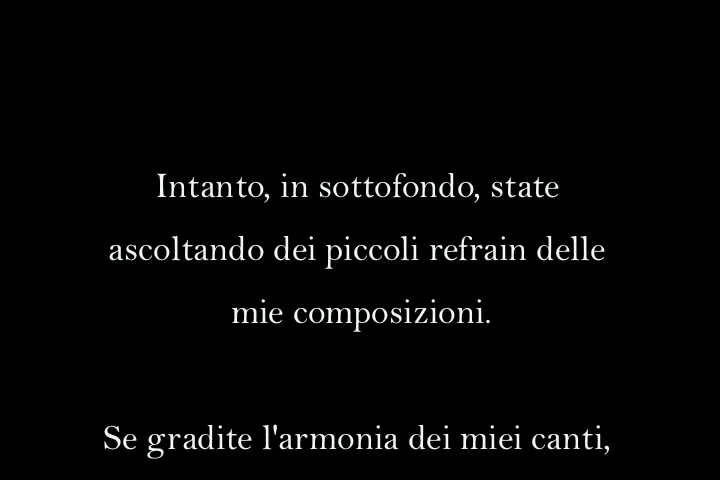 Intanto, in sottofondo, state
ascoltando dei piccoli refrain delle
mie composizioni.
Se gradite l'armonia dei miei canti,